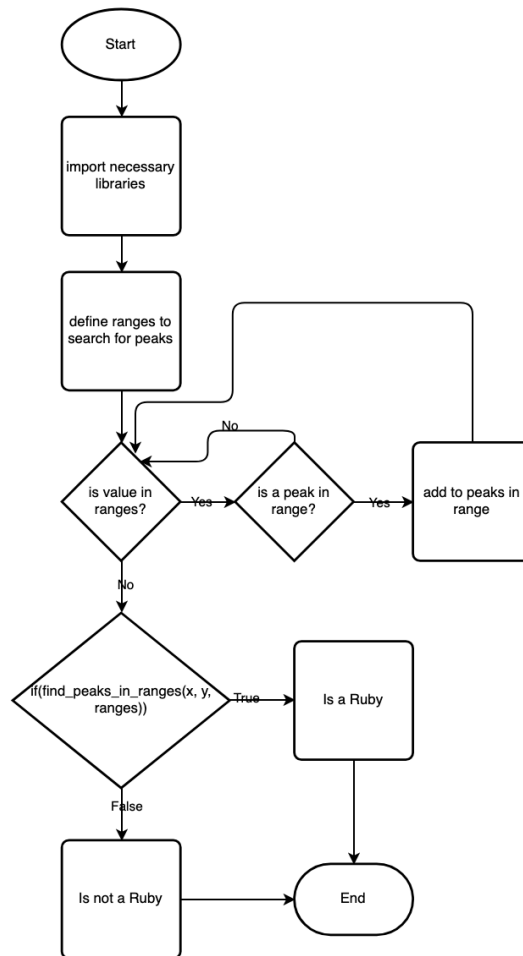 Start
import necessary
libraries
define ranges to
search for peaks
No
is value in
ranges?
Yes
is a peak in
range?
Yes
add to peaks in
range
No
if(find_peaks_in_ranges(x, y,
ranges))
True
Is a Ruby
False
Is not a Ruby
End